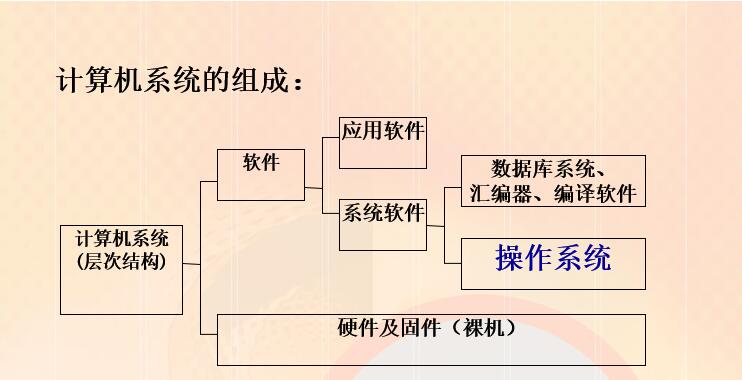 计算机系统的组成：
应用软件
软件
数据库系统、
汇编器、编译软件
系统软件
计算机系统
(层次结构)
操作系统
硬件及固件（裸机）